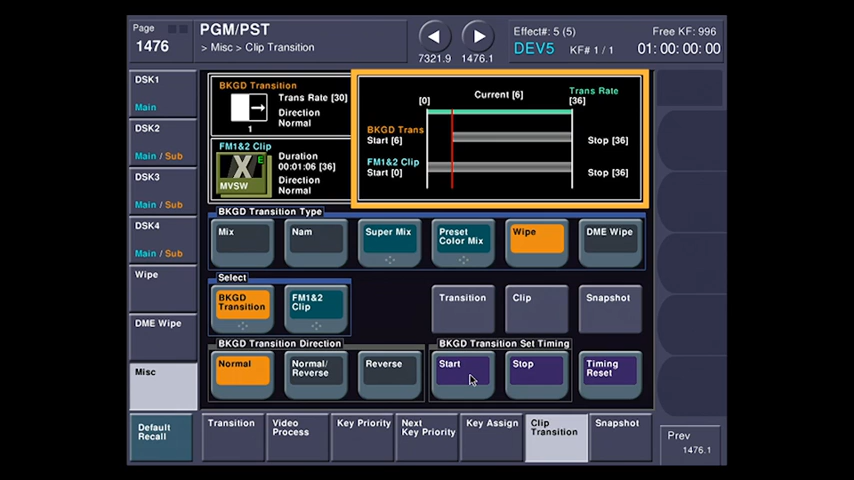 Page
1476
PGM/PST
> Misc > Clip Transition
7321.9
1476.1
Effect#: 5 (5)
DEV5
KF# 1 / 1
Free KF: 996
01: 00: 00: 00
DSK1
Main
DSK2
Main / Sub
DSK3
Main / Sub
DSK4
Main / Sub
Wipe
DME Wipe
Misc
Default
Recall
BKGD Transition
1
Trans Rate [30]
Direction
Normal
FM1&2 Clip
X
E
MVSW
Duration
00:01:06 [36]
Direction
Normal
[0]
Current [6]
Trans Rate
[36]
BKGD Trans
Start [6]
Stop [36]
FM1&2 Clip
Start [0]
Stop [36]
BKGD Transition Type
Mix
Nam
Super Mix
Preset
Color Mix
Wipe
DME Wipe
Select
BKGD
Transition
FM1&2
Clip
Transition
Clip
Snapshot
BKGD Transition Direction
Normal
Normal/
Reverse
Reverse
BKGD Transition Set Timing
Start
Stop
Timing
Reset
Transition
Video
Process
Key Priority
Next
Key Priority
Key Assign
Clip
Transition
Snapshot
Prev
1476.1